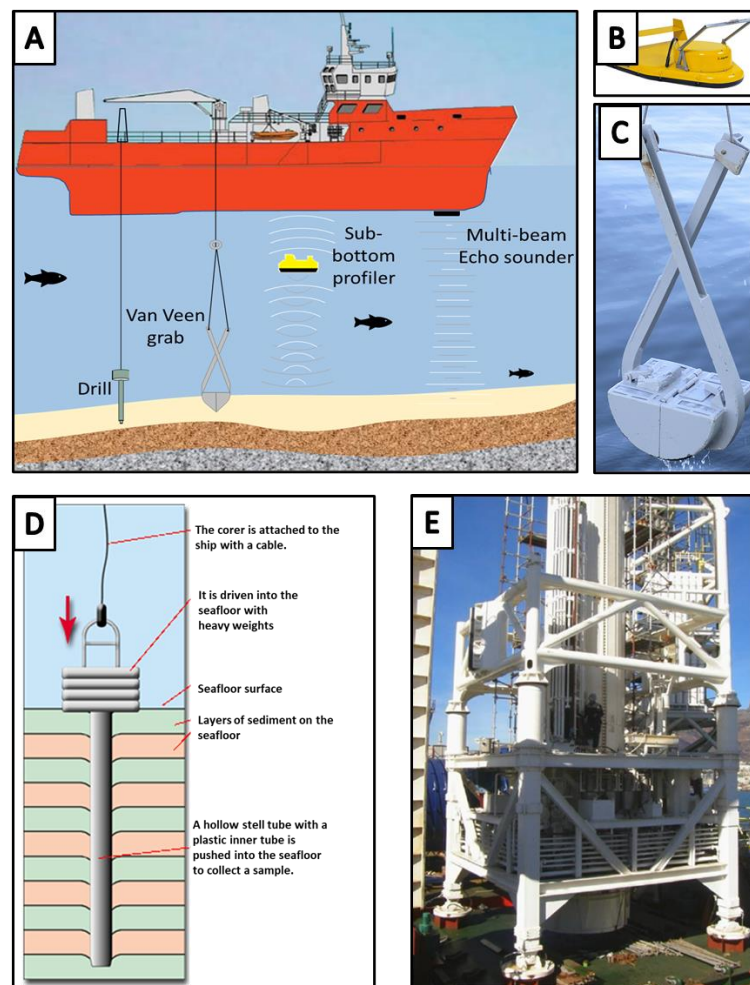 A
Sub-
bottom
profiler
Multi-beam
Echo sounder
Van Veen
grab
Drill
B
C
D
The corer is attached to the
ship with a cable.
It is driven into the
seafloor with
heavy weights
Seafloor surface
Layers of sediment on the
seafloor
A hollow stell tube with a
plastic inner tube is
pushed into the seafloor
to collect a sample.
E